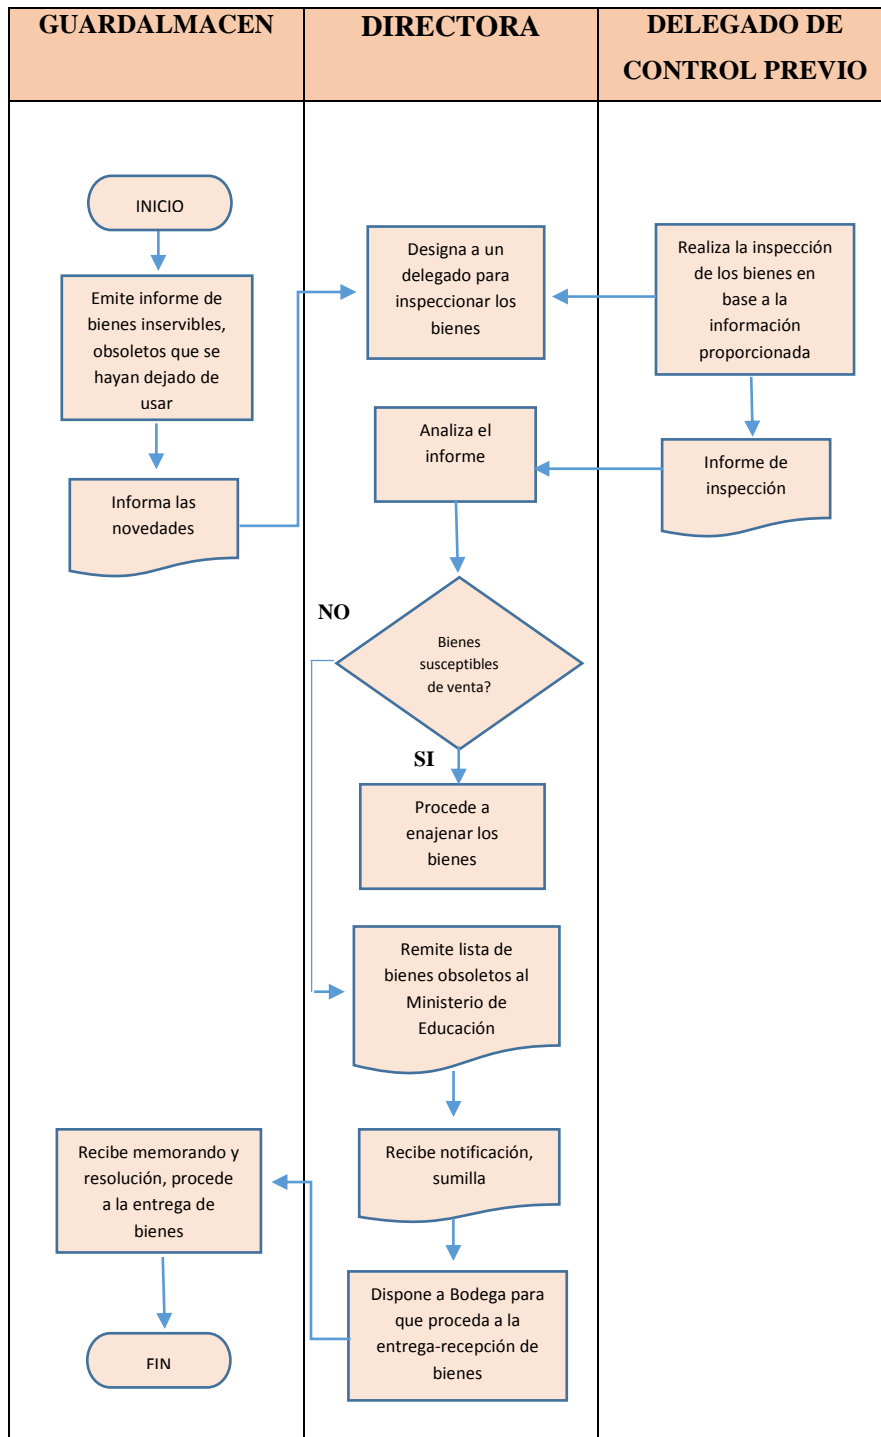 GUARDALMACEN
DIRECTORA
DELEGADO DE
CONTROL PREVIO
INICIO
Emite informe de
bienes inservibles,
obsoletos que se
hayan dejado de
usar
Informa las
novedades
Designa a un
delegado para
inspeccionar los
bienes
Realiza la inspección
de los bienes en
base a la
información
proporcionada
Informe de
inspección
Analiza el
informe
Bienes
susceptibles
de venta?
NO
SI
Procede a
enajenar los
bienes
Remite lista de
bienes obsoletos al
Ministerio de
Educación
Recibe notificación,
sumilla
Dispone a Bodega para
que proceda a la
entrega-recepción de
bienes
Recibe memorando y
resolución, procede
a la entrega de
bienes
FIN